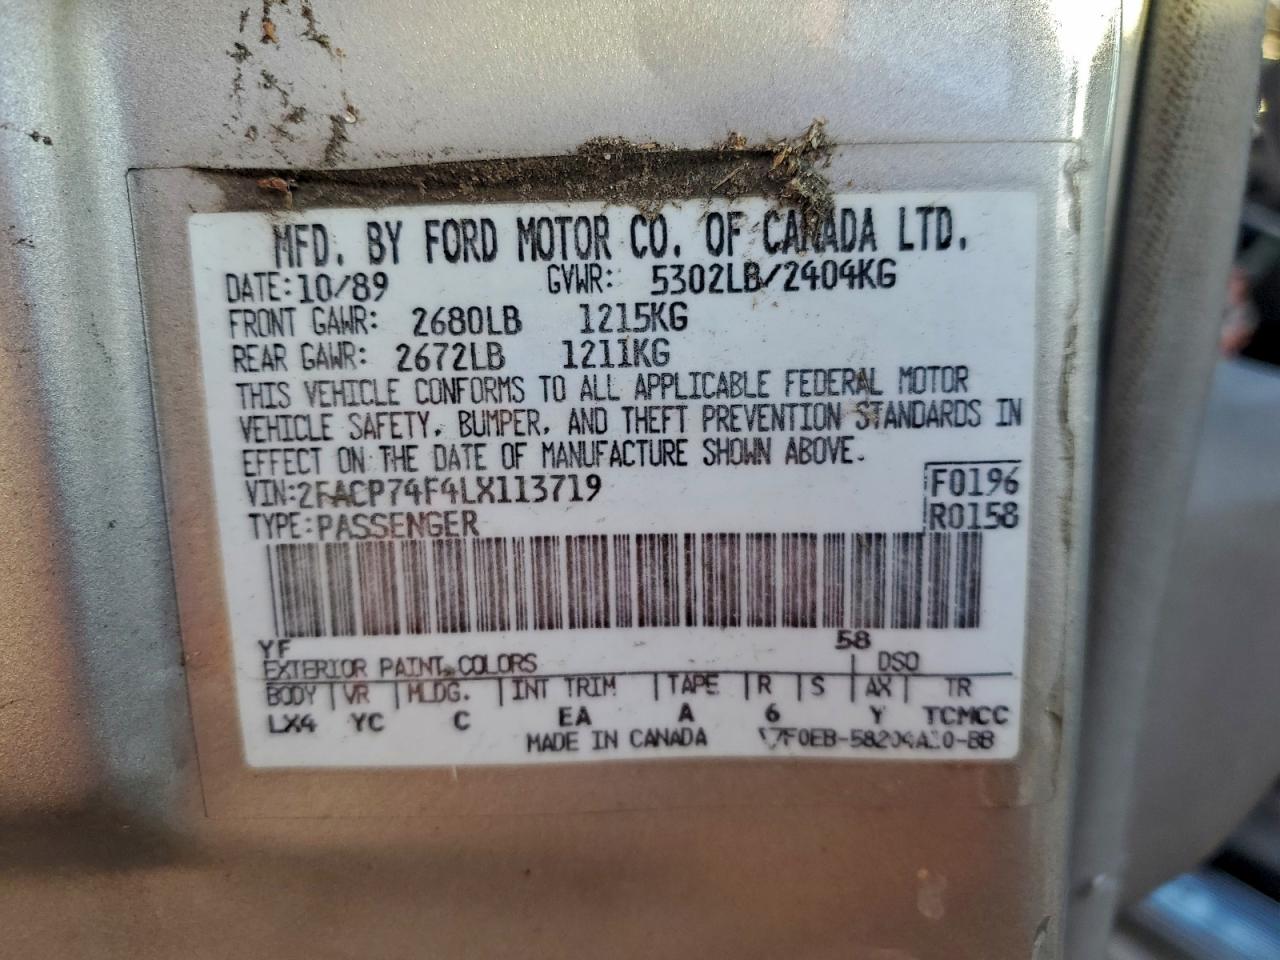 MFD. BY FORD MOTOR CO. OF CANADA LTD.
DATE: 10/89 GVWR: 5302LB/2404KG
FRONT GAWR: 2680LB 1215KG
REAR GAWR: 2672LB 1211KG
THIS VEHICLE CONFORMS TO ALL APPLICABLE FEDERAL MOTOR
VEHICLE SAFETY, BUMPER, AND THEFT PREVENTION STANDARDS IN
EFFECT ON THE DATE OF MANUFACTURE SHOWN ABOVE.
VIN: 2FACP74F4LX113719 F0196
TYPE: PASSENGER R0158
YF 58
EXTERIOR PAINT COLORS DSO
BODY VR MLDG. INT TRIM TAPE R S AX TR
LX4 YC C EA A 6 Y TCMCC
MADE IN CANADA